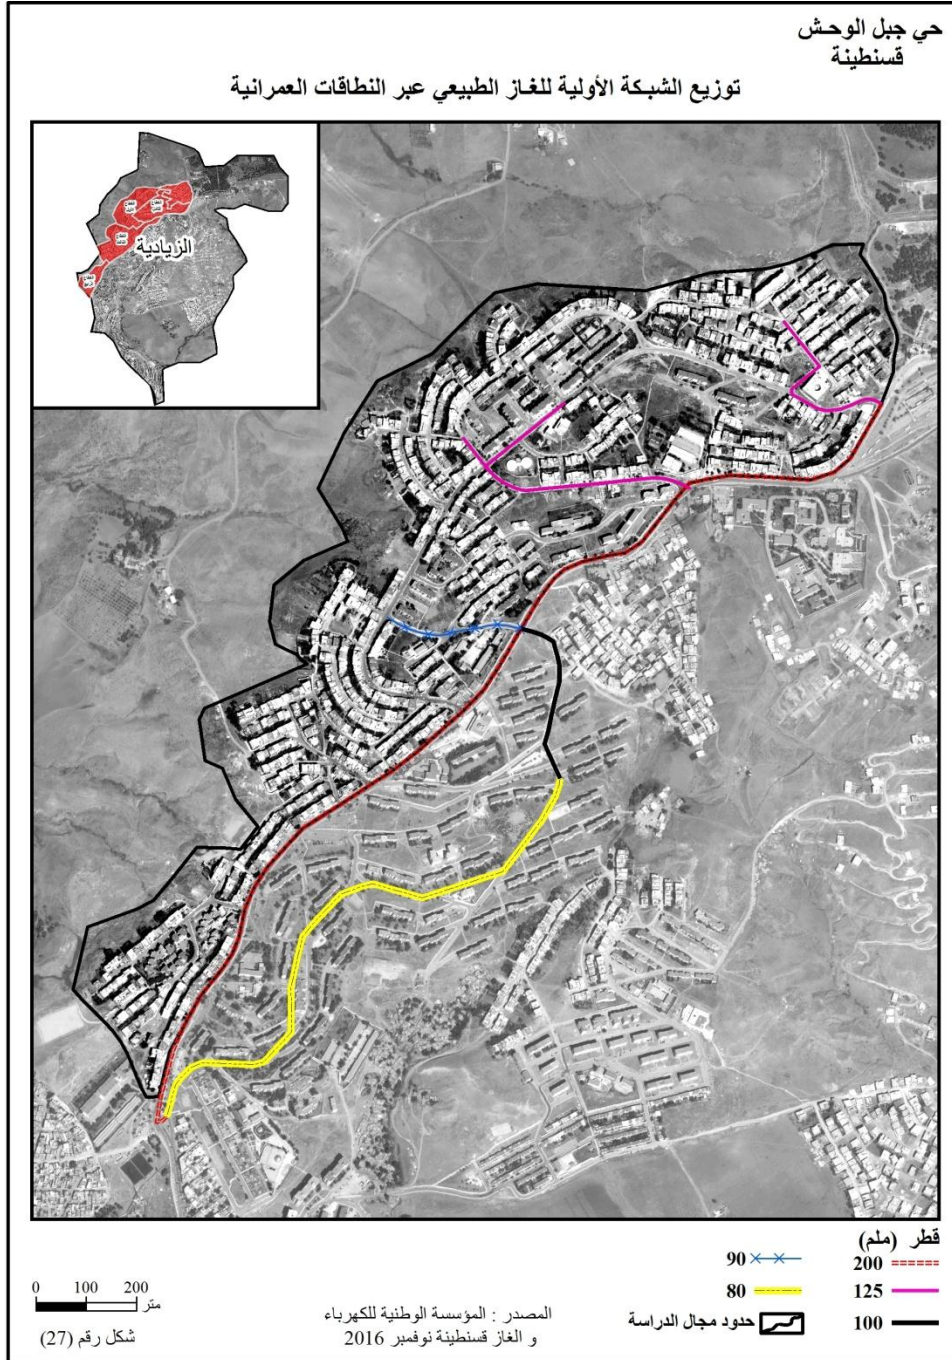 حي جبل الوحش
قسنطينة
توزيع الشبكة الأولية للغاز الطبيعي عبر النطاقات العمرانية
الزيادية
قطر (ملم)
200
125
100
90
80
حدود مجال الدراسة
المصدر : المؤسسة الوطنية للكهرباء
و الغاز قسنطينة نوفمبر 2016
0 100 200
متر
شكل رقم (27)